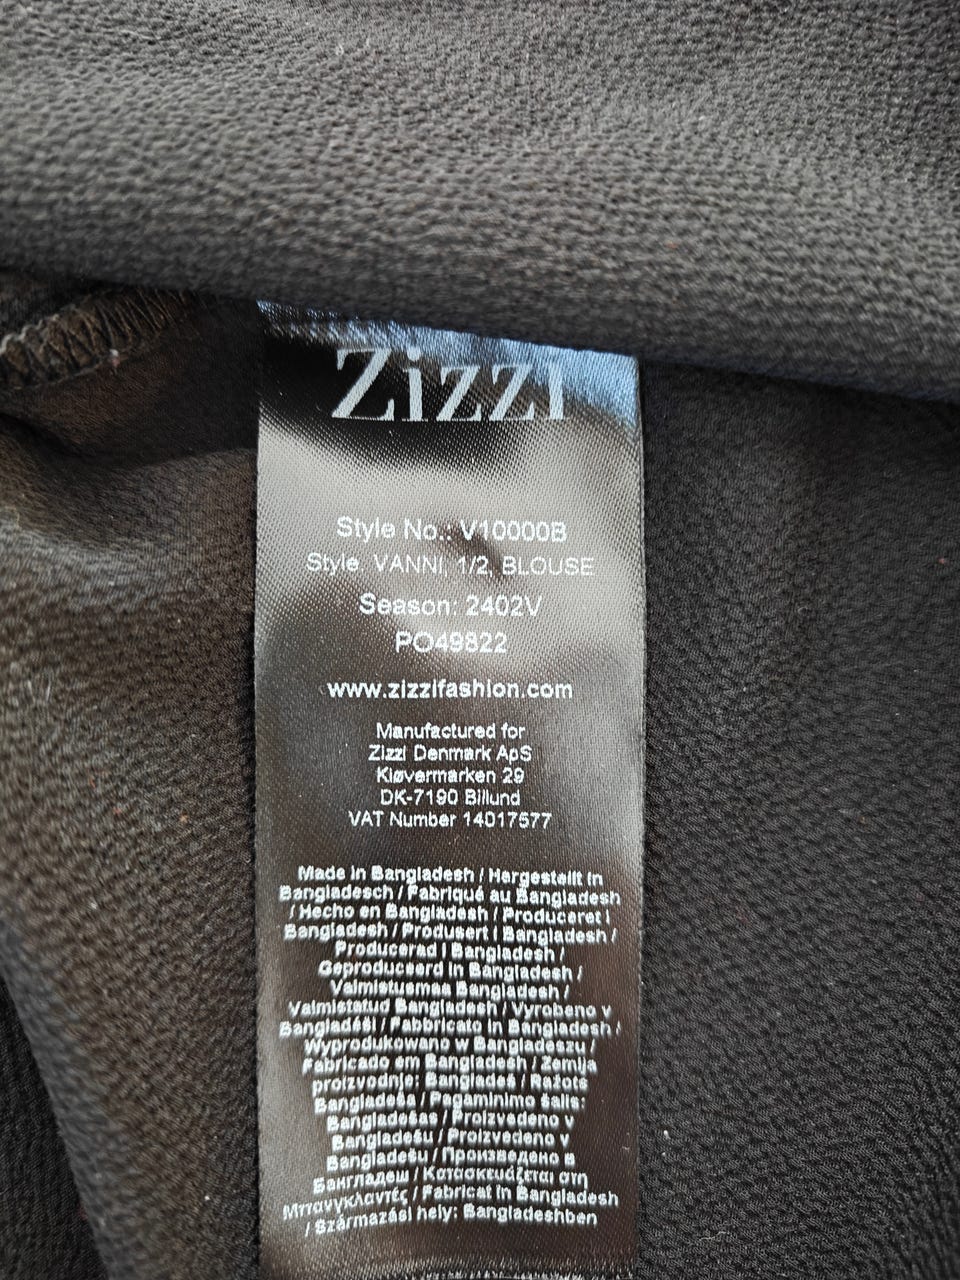 Zizzi
Style No.: V10000B
Style: VANNI, 1/2, BLOUSE
Season: 2402V
PO49822
www.zizzifashion.com
Manufactured for
Zizzi Denmark ApS
Kløvermarken 29
DK-7190 Billund
VAT Number 14017577
Made in Bangladesh / Hergestellt in
Bangladesch / Fabriqué au Bangladesh
/ Hecho en Bangladesh / Produceret i
Bangladesh / Produsert i Bangladesh /
Producerad i Bangladesh /
Geproduceerd in Bangladesh /
Valmistusmaa Bangladesh /
Valmistatud Bangladesh / Vyrobeno v
Bangladéši / Fabbricato in Bangladesh /
Wyprodukowano w Bangladeszu /
Fabricado em Bangladesh / Zemlja
proizvodnje: Bangladeš / Ražots
Bangladeša / Pagaminimo šalis:
Bangladešas / Proizvedeno v
Bangladešu / Proizvedeno v
Bangladešu / Произведено в
Бангладеш / Κατασκευάζεται στη
Μπανγκλαντές / Fabricat în Bangladesh
/ Származási hely: Bangladeshben